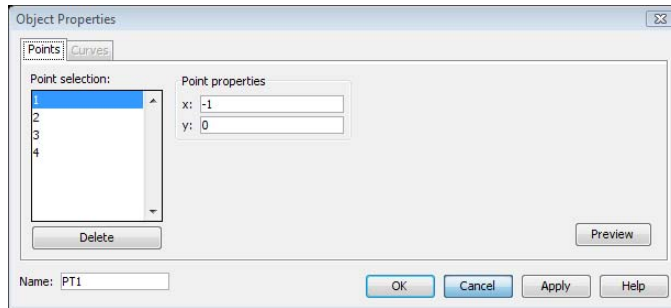 Object Properties
Points Curves
Point selection:
1
2
3
4
Delete
Point properties
x: -1
y: 0
Preview
Name: PT1
OK Cancel Apply Help